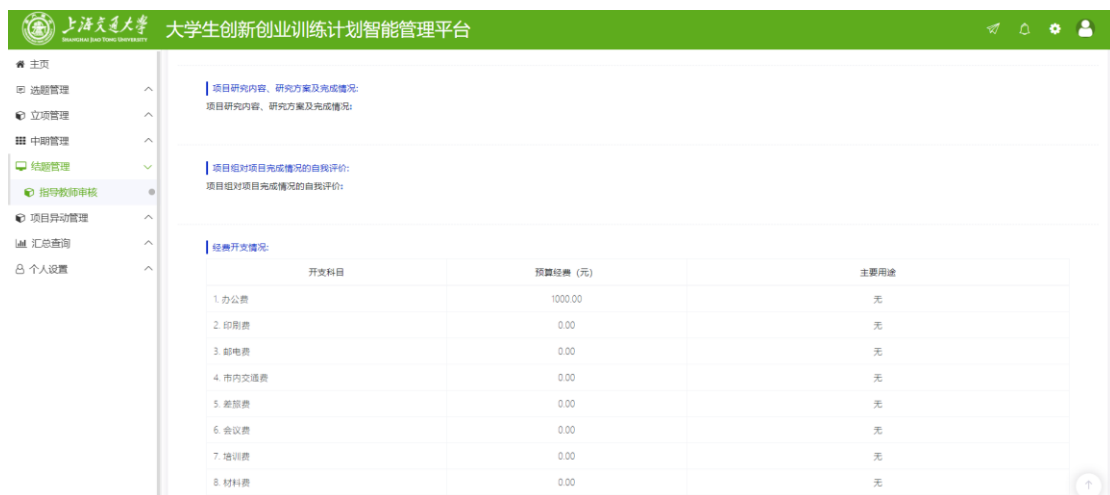 上海交通大学
SHANGHAI JIAO TONG UNIVERSITY
大学生创新创业训练计划智能管理平台
主页
选题管理
立项管理
中期管理
结题管理
指导教师审核
项目异动管理
汇总查询
个人设置
项目研究内容、研究方案及完成情况:
项目研究内容、研究方案及完成情况:
项目组对项目完成情况的自我评价:
项目组对项目完成情况的自我评价:
经费开支情况:
开支科目 预算经费（元） 主要用途
1. 办公费 1000.00 无
2. 印刷费 0.00 无
3. 邮电费 0.00 无
4. 市内交通费 0.00 无
5. 差旅费 0.00 无
6. 会议费 0.00 无
7. 培训费 0.00 无
8. 材料费 0.00 无